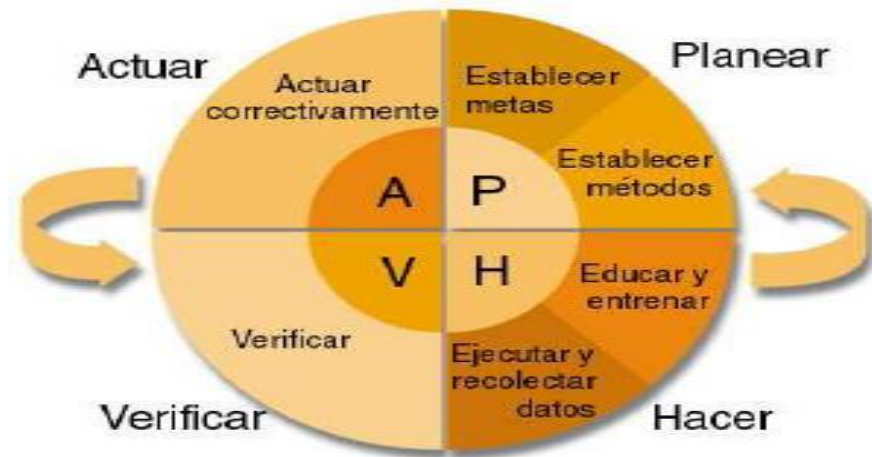 Actuar
Planear
Actuar
correctivamente
Establecer
metas
Establecer
métodos
A
P
V
H
Educar y
entrenar
Verificar
Ejecutar y
recolectar
datos
Verificar
Hacer